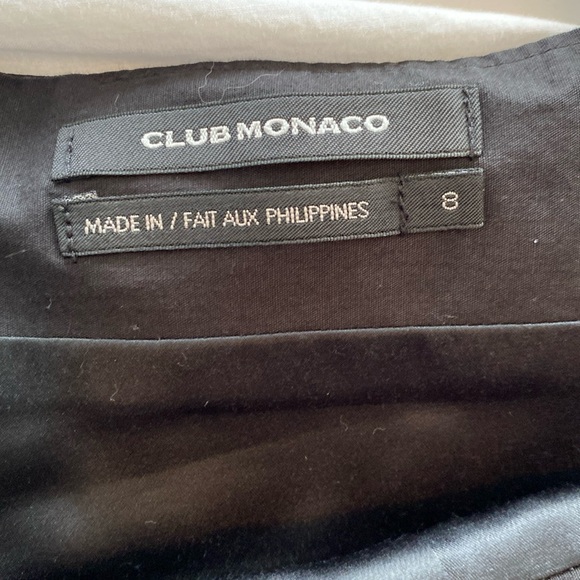 CLUB MONACO
MADE IN / FAIT AUX PHILIPPINES 8